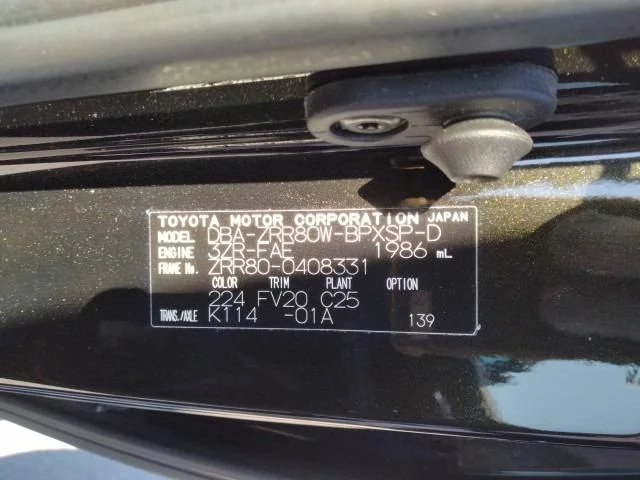 TOYOTA MOTOR CORPORATION JAPAN
MODEL DBA-ZRR80W-BPXSP-D
ENGINE 3ZR-FAE 1986 mL
FRAME No. ZRR80-0408331
COLOR TRIM PLANT OPTION
224 FV20 C25
TRANS./AXLE K114 -01A 139